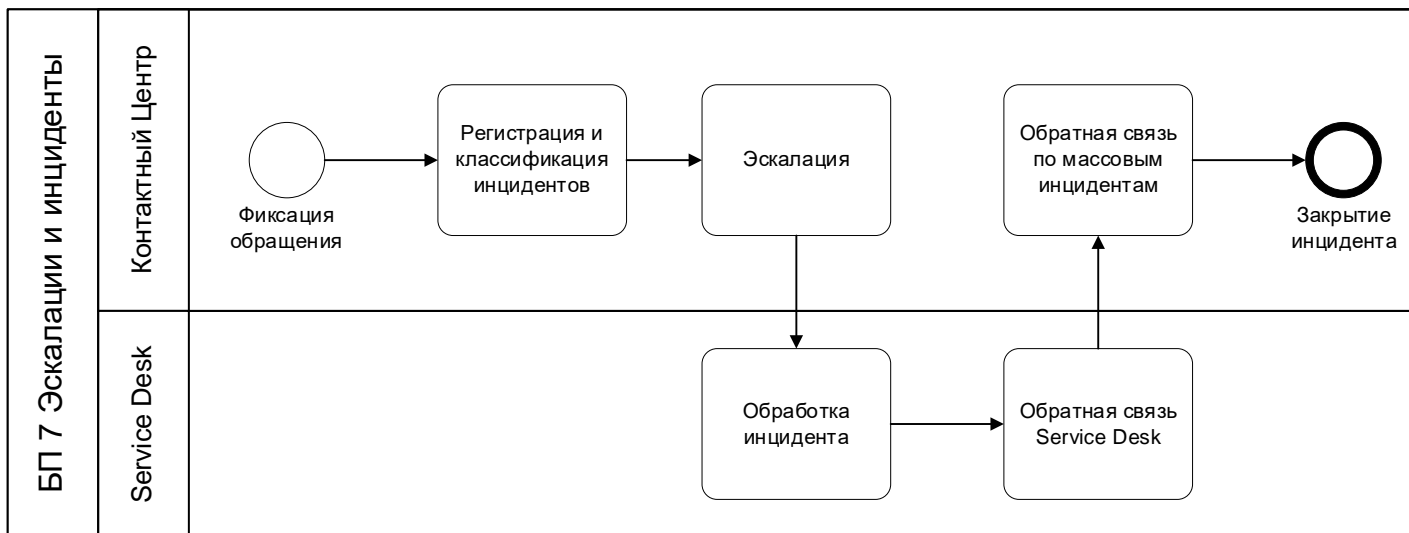 БП 7 Эскалации и инциденты
Контактный Центр
Фиксация
обращения
Регистрация и
классификация
инцидентов
Эскалация
Обратная связь
по массовым
инцидентам
Закрытие
инцидента
Service Desk
Обработка
инцидента
Обратная связь
Service Desk